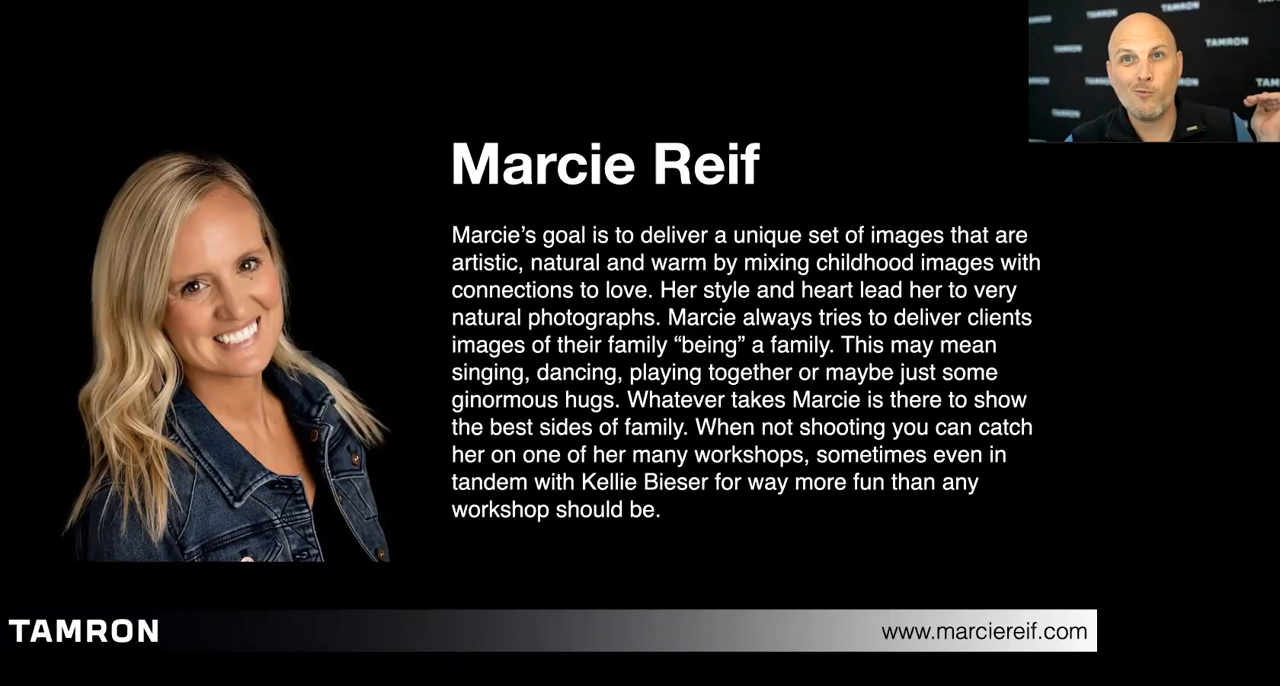 TAMRON
TAMRON
Marcie Reif
Marcie’s goal is to deliver a unique set of images that are
artistic, natural and warm by mixing childhood images with
connections to love. Her style and heart lead her to very
natural photographs. Marcie always tries to deliver clients
images of their family “being” a family. This may mean
singing, dancing, playing together or maybe just some
ginormous hugs. Whatever takes Marcie is there to show
the best sides of family. When not shooting you can catch
her on one of her many workshops, sometimes even in
tandem with Kellie Bieser for way more fun than any
workshop should be.
TAMRON
www.marciereif.com